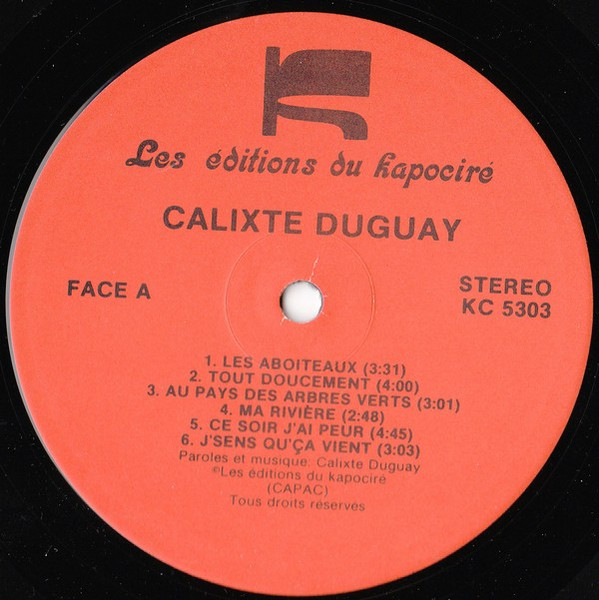 Les éditions du kapociré
CALIXTE DUGUAY
FACE A
STEREO
KC 5303
1. LES ABOITEAUX (3:31)
2. TOUT DOUCEMENT (4:00)
3. AU PAYS DES ARBRES VERTS (3:01)
4. MA RIVIÈRE (2:48)
5. CE SOIR J'AI PEUR (4:45)
6. J'SENS QU'ÇA VIENT (3:03)
Paroles et musique: Calixte Duguay
©Les éditions du kapociré
(CAPAC)
Tous droits réservés